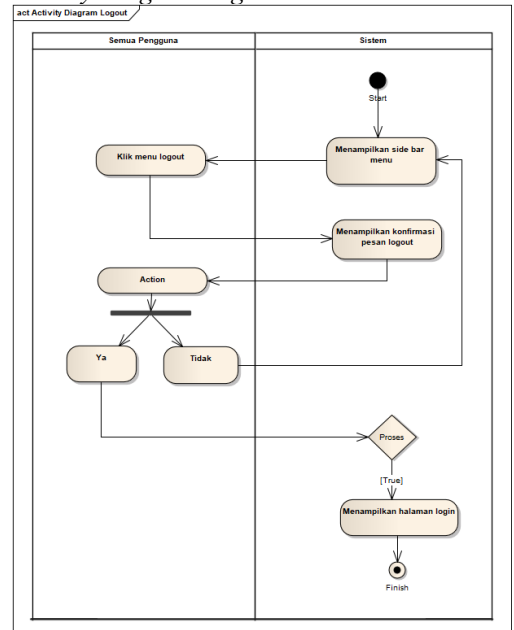 act Activity Diagram Logout
Semua Pengguna
Sistem
Start
Menampilkan side bar
menu
Klik menu logout
Menampilkan konfirmasi
pesan logout
Action
Ya
Tidak
Proses
[True]
Menampilkan halaman login
Finish